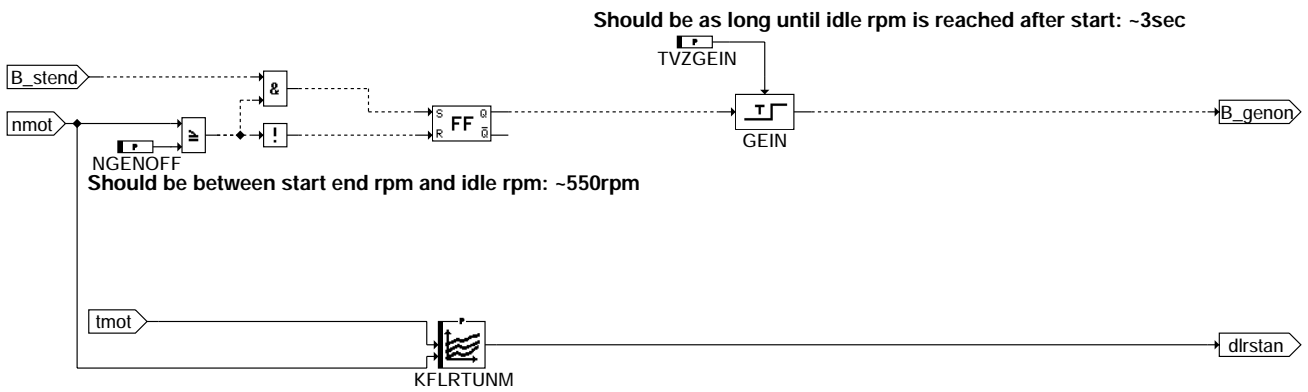 Should be as long until idle rpm is reached after start: ~3sec
P
TVZGEIN
B_stend
&
nmot
≥
!
S Q
FF
R Q̅
T
GEIN
B_genon
P
NGENOFF
Should be between start end rpm and idle rpm: ~550rpm
tmot
P
KFLRTUNM
dlrstan